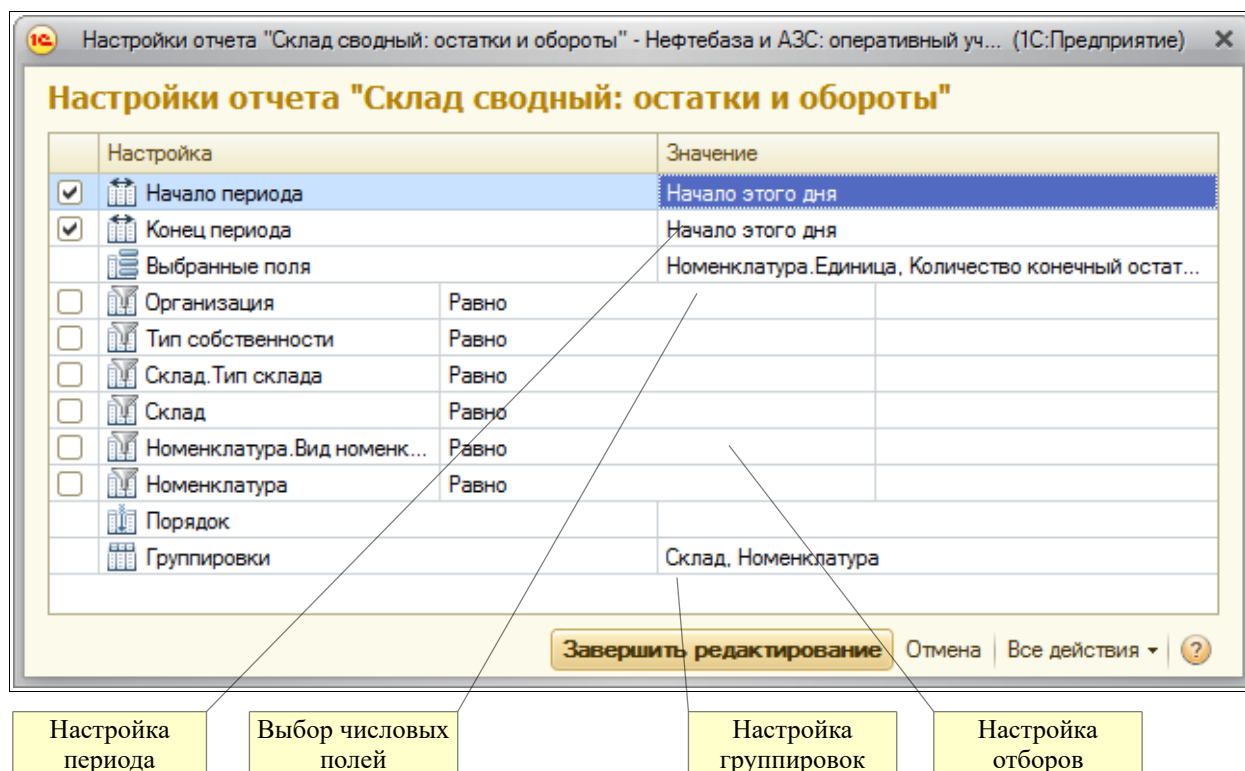 1С Настройки отчета "Склад сводный: остатки и обороты" - Нефтебаза и АЗС: оперативный уч... (1С:Предприятие)
Настройки отчета "Склад сводный: остатки и обороты"
Настройка Значение
Начало периода Начало этого дня
Конец периода Начало этого дня
Выбранные поля Номенклатура.Единица, Количество конечный остат...
Организация Равно
Тип собственности Равно
Склад.Тип склада Равно
Склад Равно
Номенклатура.Вид номенк... Равно
Номенклатура Равно
Порядок
Группировки Склад, Номенклатура
Завершить редактирование Отмена Все действия ?
Настройка
периода
Выбор числовых
полей
Настройка
группировок
Настройка
отборов